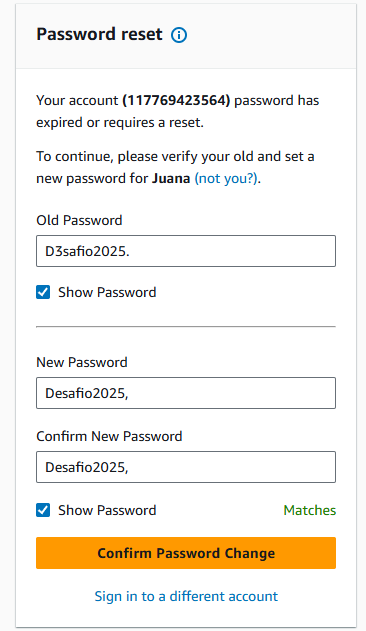 Password reset
Your account (117769423564) password has
expired or requires a reset.
To continue, please verify your old and set a
new password for Juana (not you?).
Old Password
D3safio2025.
Show Password
New Password
Desafio2025,
Confirm New Password
Desafio2025,
Show Password Matches
Confirm Password Change
Sign in to a different account